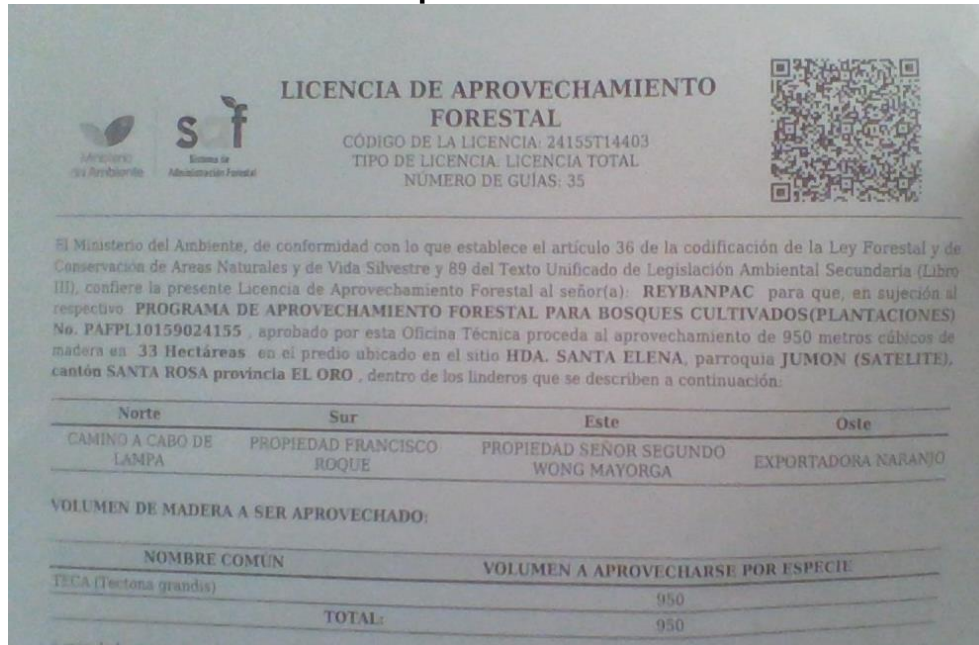 LICENCIA DE APROVECHAMIENTO
FORESTAL
CÓDIGO DE LA LICENCIA: 24155T14403
TIPO DE LICENCIA: LICENCIA TOTAL
NÚMERO DE GUÍAS: 35
Ministerio
del Ambiente
saf
Sistema de
Administración Forestal
El Ministerio del Ambiente, de conformidad con lo que establece el artículo 36 de la codificación de la Ley Forestal y de
Conservación de Areas Naturales y de Vida Silvestre y 89 del Texto Unificado de Legislación Ambiental Secundaria (Libro
III), confiere la presente Licencia de Aprovechamiento Forestal al señor(a): REYBANPAC para que, en sujeción al
respectivo PROGRAMA DE APROVECHAMIENTO FORESTAL PARA BOSQUES CULTIVADOS(PLANTACIONES)
No. PAFPL10159024155 , aprobado por esta Oficina Técnica proceda al aprovechamiento de 950 metros cúbicos de
madera en 33 Hectáreas en el predio ubicado en el sitio HDA. SANTA ELENA, parroquia JUMON (SATELITE),
cantón SANTA ROSA provincia EL ORO , dentro de los linderos que se describen a continuación:
Norte Sur Este Oste
CAMINO A CABO DE PROPIEDAD FRANCISCO PROPIEDAD SEÑOR SEGUNDO EXPORTADORA NARANJO
LAMPA ROQUE WONG MAYORGA
VOLUMEN DE MADERA A SER APROVECHADO:
NOMBRE COMÚN VOLUMEN A APROVECHARSE POR ESPECIE
TECA (Tectona grandis) 950
TOTAL: 950